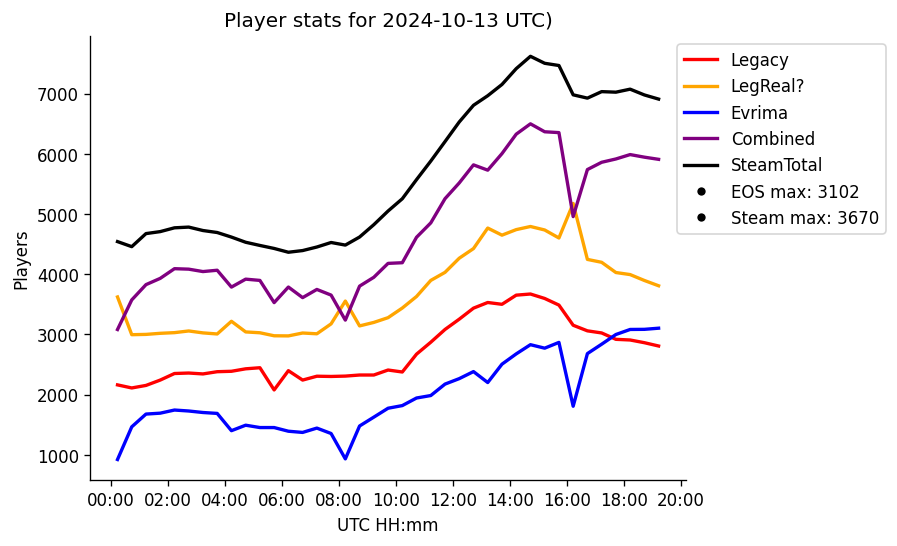 Player stats for 2024-10-13 UTC)
Legacy
LegReal?
Evrima
Combined
SteamTotal
EOS max: 3102
Steam max: 3670
Players
7000
6000
5000
4000
3000
2000
1000
00:00 02:00 04:00 06:00 08:00 10:00 12:00 14:00 16:00 18:00 20:00
UTC HH:mm